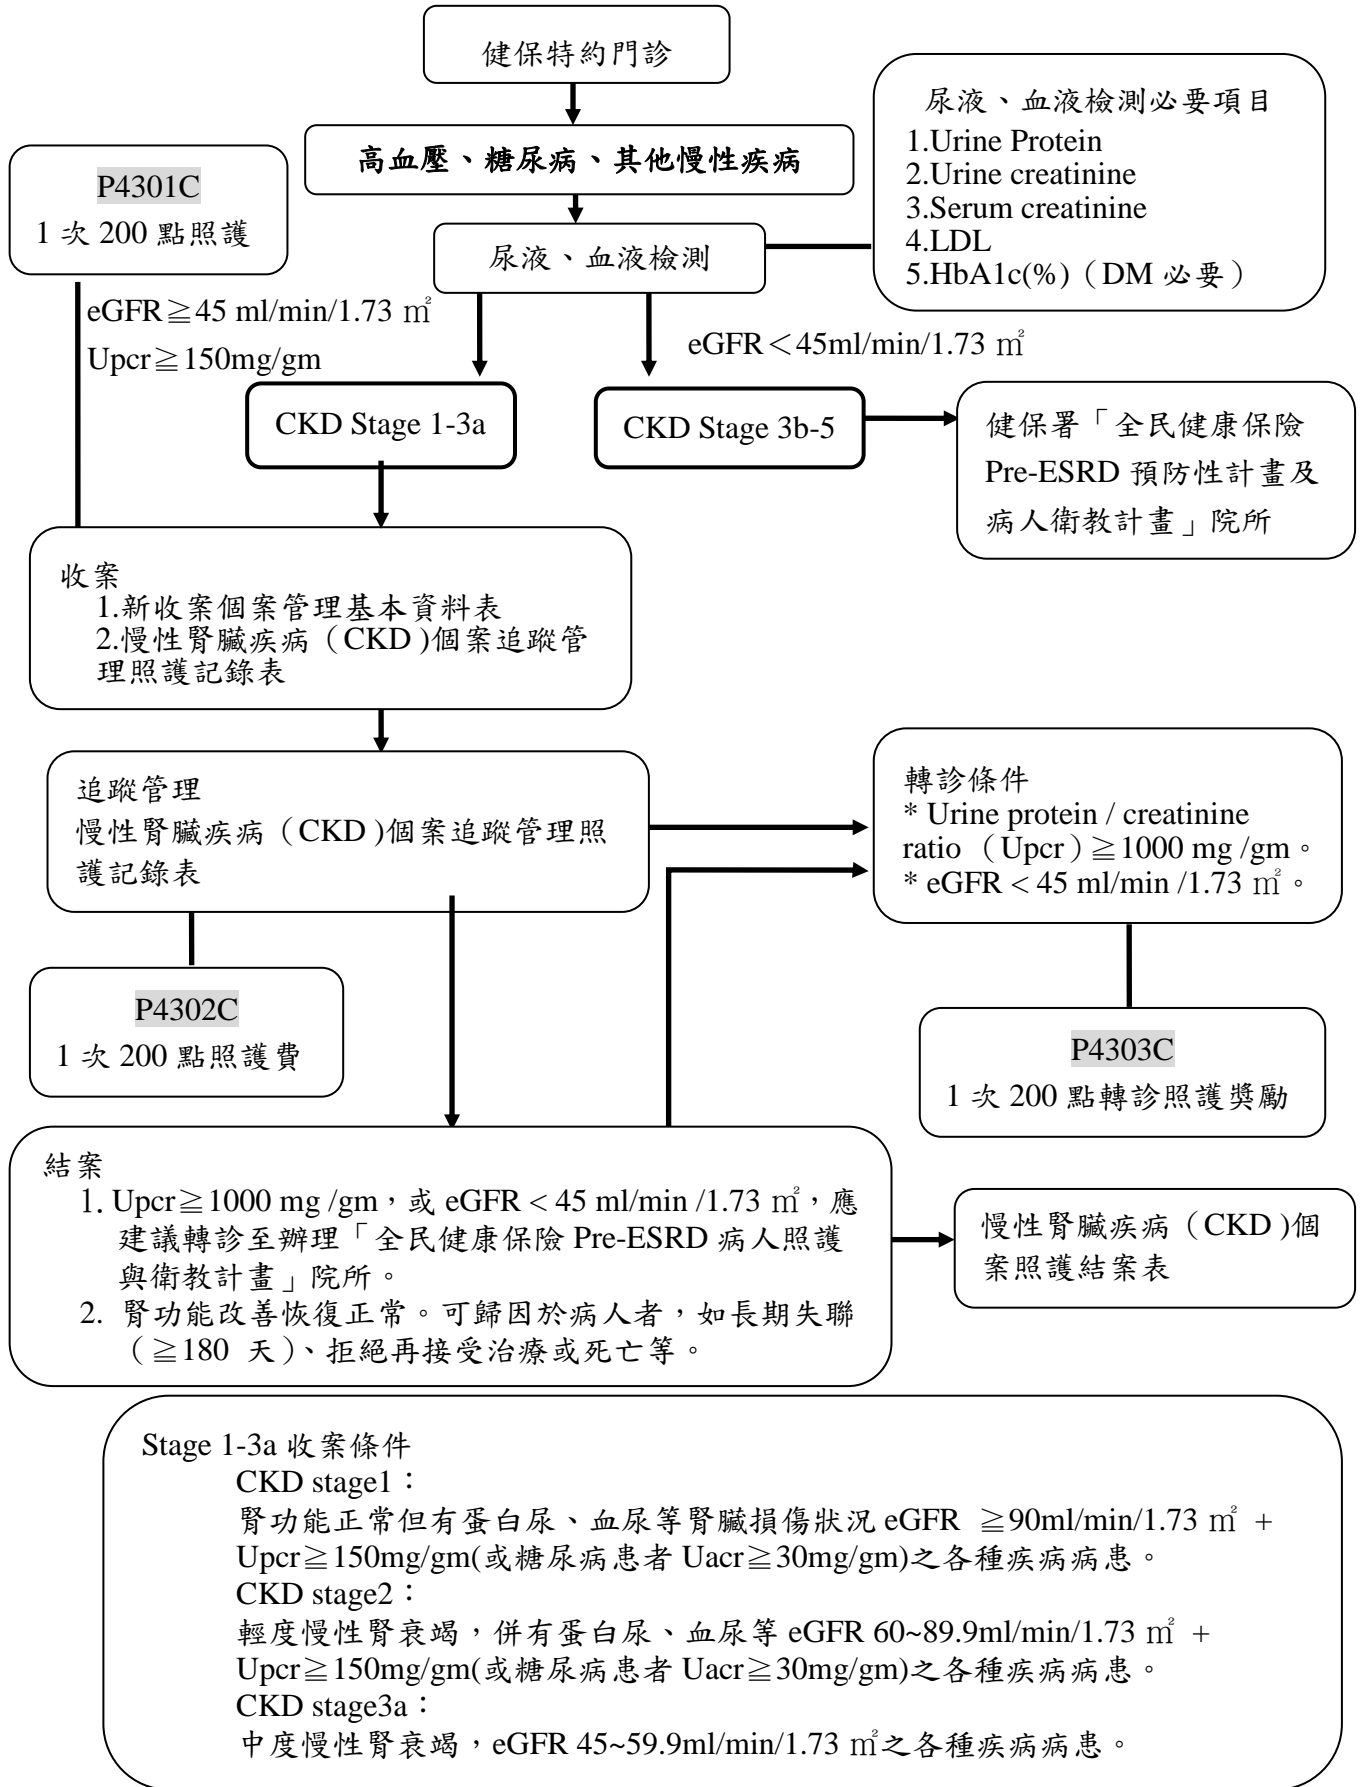 健保特約門診
尿液、血液檢測必要項目
1.Urine Protein
2.Urine creatinine
3.Serum creatinine
4.LDL
5.HbA1c(%)（DM 必要）
高血壓、糖尿病、其他慢性疾病
P4301C
1 次 200 點照護
尿液、血液檢測
eGFR≧45 ml/min/1.73 ㎡
Upcr≧150mg/gm
eGFR＜45ml/min/1.73 ㎡
CKD Stage 1-3a
CKD Stage 3b-5
健保署「全民健康保險
Pre-ESRD 預防性計畫及
病人衛教計畫」院所
收案
1.新收案個案管理基本資料表
2.慢性腎臟疾病（CKD )個案追蹤管
理照護記錄表
追蹤管理
慢性腎臟疾病（CKD )個案追蹤管理照
護記錄表
轉診條件
* Urine protein / creatinine
ratio （Upcr）≧1000 mg /gm。
* eGFR < 45 ml/min /1.73 ㎡。
P4302C
1 次 200 點照護費
P4303C
1 次 200 點轉診照護獎勵
結案
1. Upcr≧1000 mg /gm，或 eGFR < 45 ml/min /1.73 ㎡，應
建議轉診至辦理「全民健康保險 Pre-ESRD 病人照護
與衛教計畫」院所。
2. 腎功能改善恢復正常。可歸因於病人者，如長期失聯
（≧180 天）、拒絕再接受治療或死亡等。
慢性腎臟疾病（CKD )個
案照護結案表
Stage 1-3a 收案條件
CKD stage1：
腎功能正常但有蛋白尿、血尿等腎臟損傷狀況 eGFR ≧90ml/min/1.73 ㎡ +
Upcr≧150mg/gm(或糖尿病患者 Uacr≧30mg/gm)之各種疾病病患。
CKD stage2：
輕度慢性腎衰竭，併有蛋白尿、血尿等 eGFR 60~89.9ml/min/1.73 ㎡ +
Upcr≧150mg/gm(或糖尿病患者 Uacr≧30mg/gm)之各種疾病病患。
CKD stage3a：
中度慢性腎衰竭，eGFR 45~59.9ml/min/1.73 ㎡之各種疾病病患。